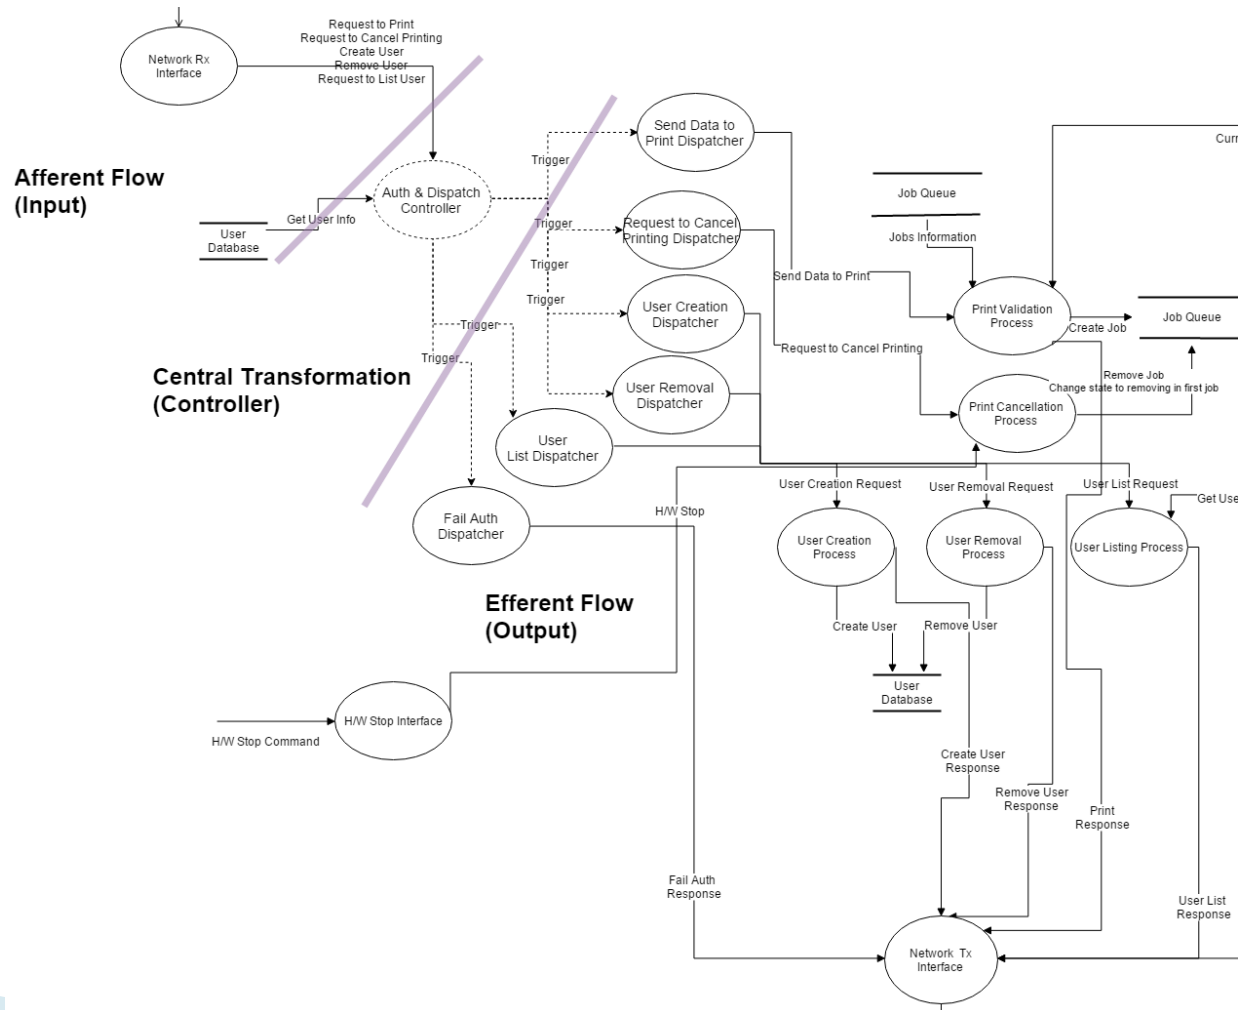 Request to Print
Request to Cancel Printing
Create User
Remove User
Request to List User
Network Rx
Interface
Afferent Flow
(Input)
Get User Info
User
Database
Auth & Dispatch
Controller
Trigger
Trigger
Trigger
Trigger
Trigger
Trigger
Send Data to
Print Dispatcher
Request to Cancel
Printing Dispatcher
User Creation
Dispatcher
User Removal
Dispatcher
User
List Dispatcher
Fail Auth
Dispatcher
Central Transformation
(Controller)
Efferent Flow
(Output)
Curr
Job Queue
Jobs Information
Send Data to Print
Print Validation
Process
Create Job
Job Queue
Request to Cancel Printing
Remove Job
Change state to removing in first job
Print Cancellation
Process
User Creation Request
User Removal Request
User List Request
Get Use
H/W Stop
User Creation
Process
User Removal
Process
User Listing Process
Create User
Remove User
User
Database
H/W Stop Interface
H/W Stop Command
Create User
Response
Remove User
Response
Print
Response
Fail Auth
Response
User List
Response
Network Tx
Interface